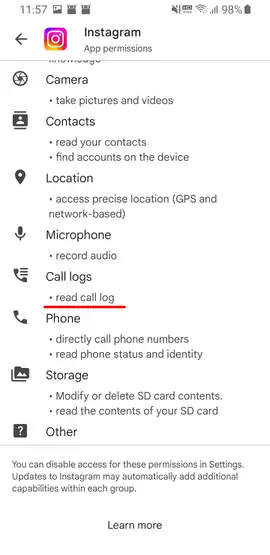 11:57
98%
Instagram
App permissions
knowledge
Camera
• take pictures and videos
Contacts
• read your contacts
• find accounts on the device
Location
• access precise location (GPS and
network-based)
Microphone
• record audio
Call logs
• read call log
Phone
• directly call phone numbers
• read phone status and identity
Storage
• Modify or delete SD card contents.
• read the contents of your SD card
Other
You can disable access for these permissions in Settings.
Updates to Instagram may automatically add additional
capabilities within each group.
Learn more